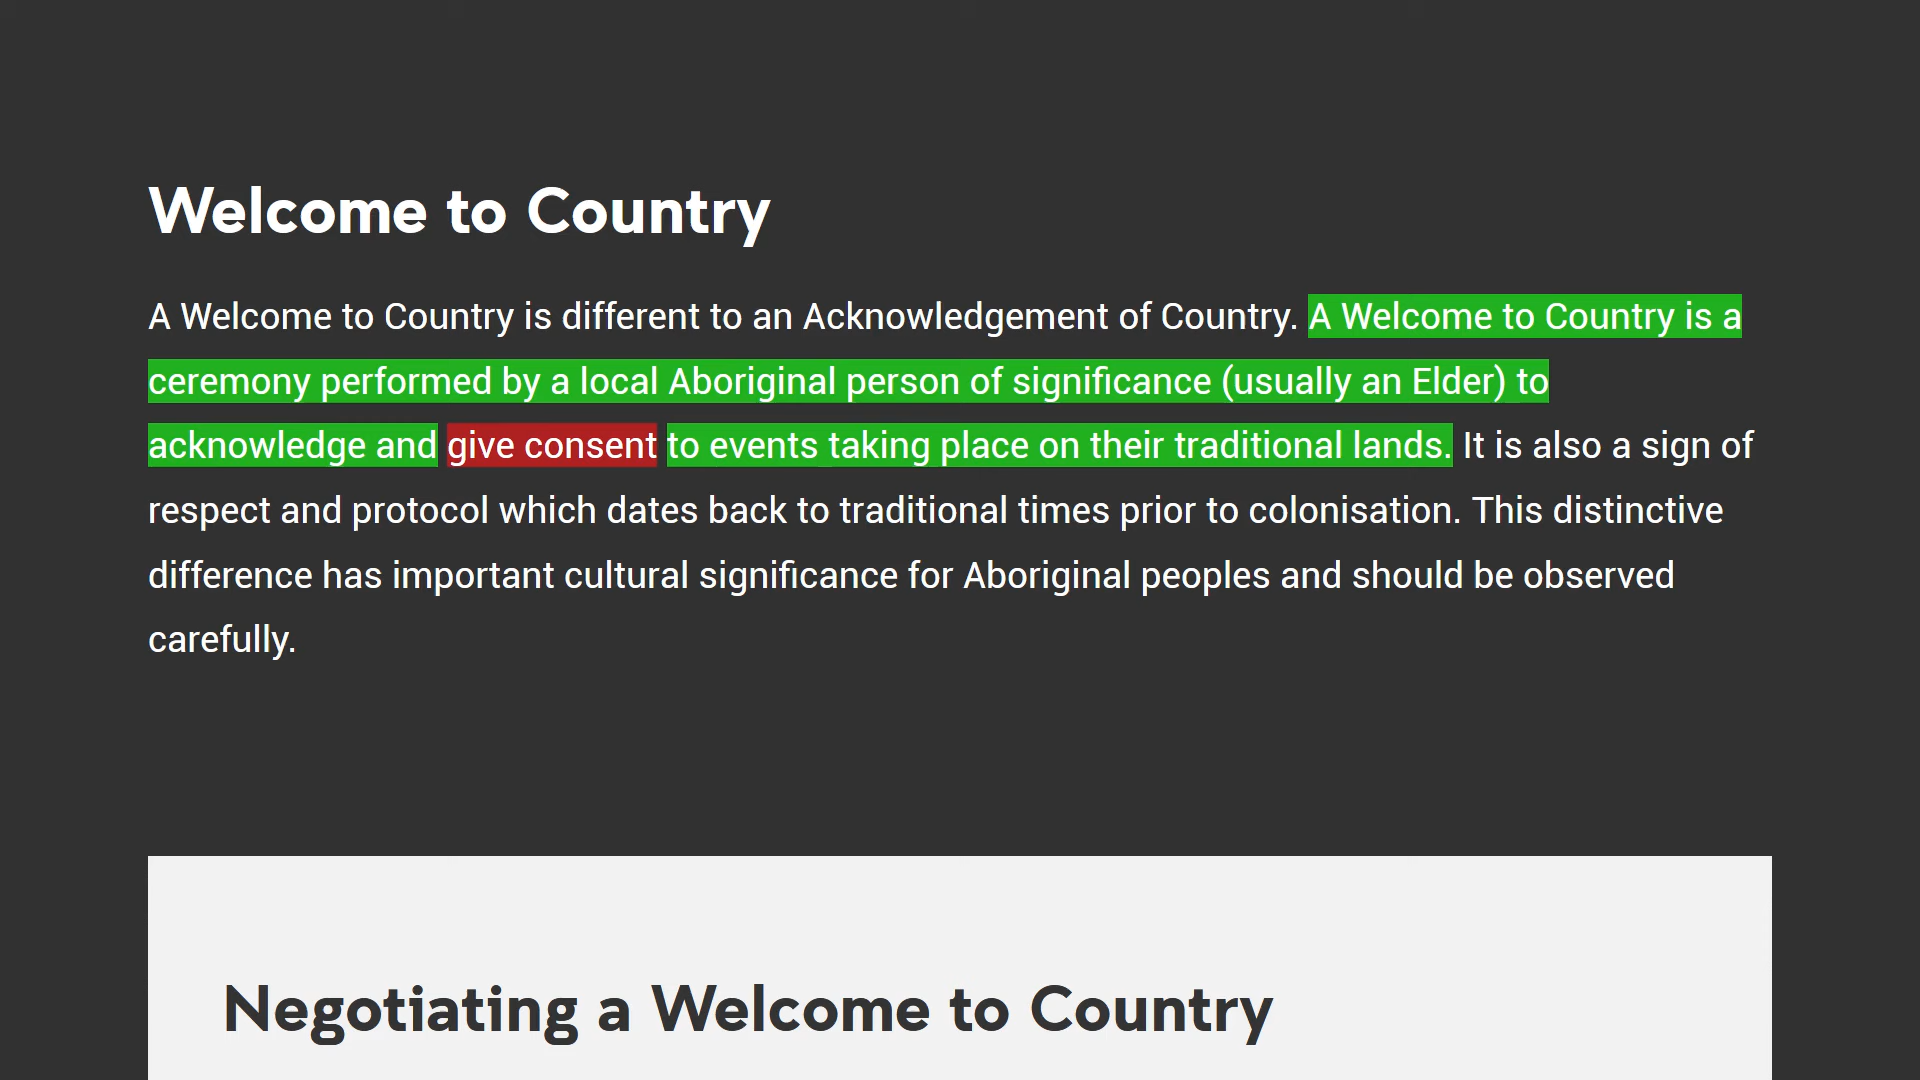 Welcome to Country
A Welcome to Country is different to an Acknowledgement of Country. A Welcome to Country is a
ceremony performed by a local Aboriginal person of significance (usually an Elder) to
acknowledge and give consent to events taking place on their traditional lands. It is also a sign of
respect and protocol which dates back to traditional times prior to colonisation. This distinctive
difference has important cultural significance for Aboriginal peoples and should be observed
carefully.
Negotiating a Welcome to Country